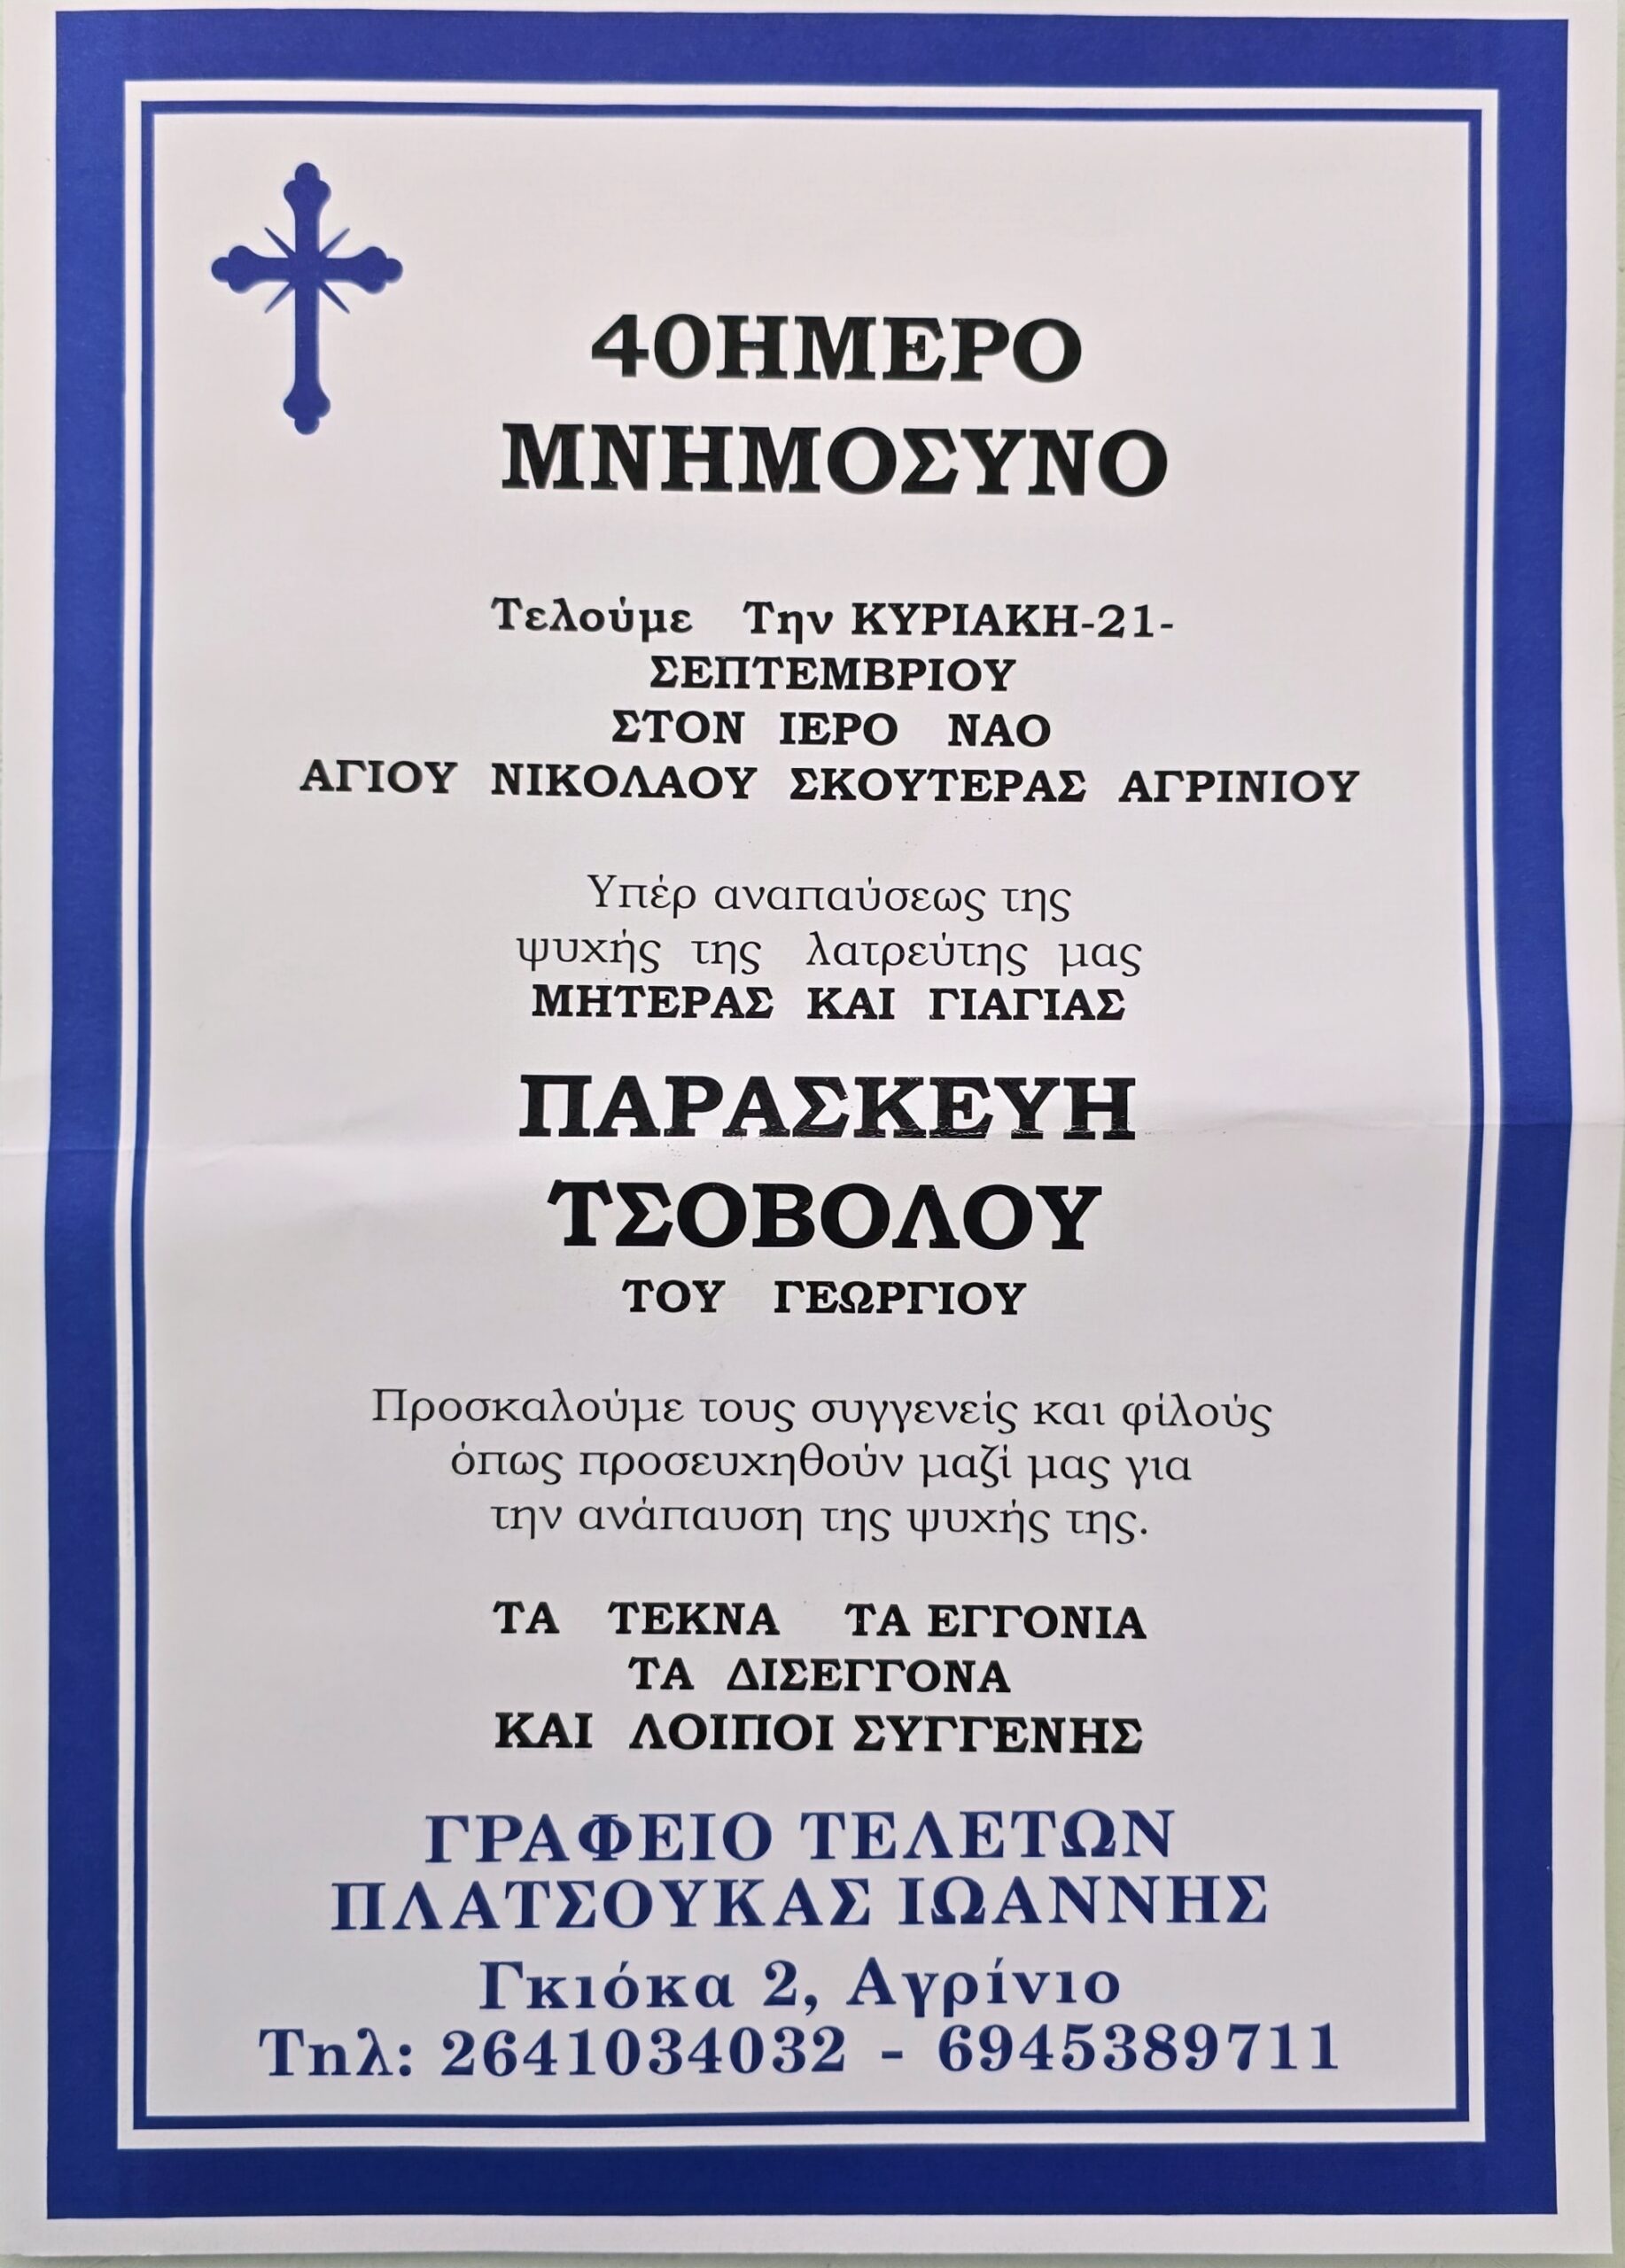 40ΗΜΕΡΟ
ΜΝΗΜΟΣΥΝΟ
Τελούμε Την ΚΥΡΙΑΚΗ-21-
ΣΕΠΤΕΜΒΡΙΟΥ
ΣΤΟΝ ΙΕΡΟ ΝΑΟ
ΑΓΙΟΥ ΝΙΚΟΛΑΟΥ ΣΚΟΥΤΕΡΑΣ ΑΓΡΙΝΙΟΥ
Υπέρ αναπαύσεως της
ψυχής της λατρεύτης μας
ΜΗΤΕΡΑΣ ΚΑΙ ΓΙΑΓΙΑΣ
ΠΑΡΑΣΚΕΥΗ
ΤΣΟΒΟΛΟΥ
ΤΟΥ ΓΕΩΡΓΙΟΥ
Προσκαλούμε τους συγγενείς και φίλούς
όπως προσευχηθούν μαζί μας για
την ανάπαυση της ψυχής της.
ΤΑ ΤΕΚΝΑ ΤΑ ΕΓΓΟΝΙΑ
ΤΑ ΔΙΣΕΓΓΟΝΑ
ΚΑΙ ΛΟΙΠΟΙ ΣΥΓΓΕΝΗΣ
ΓΡΑΦΕΙΟ ΤΕΛΕΤΩΝ
ΠΛΑΤΣΟΥΚΑΣ ΙΩΑΝΝΗΣ
Γκιόκα 2, Αγρίνιο
Τηλ: 2641034032 - 6945389711